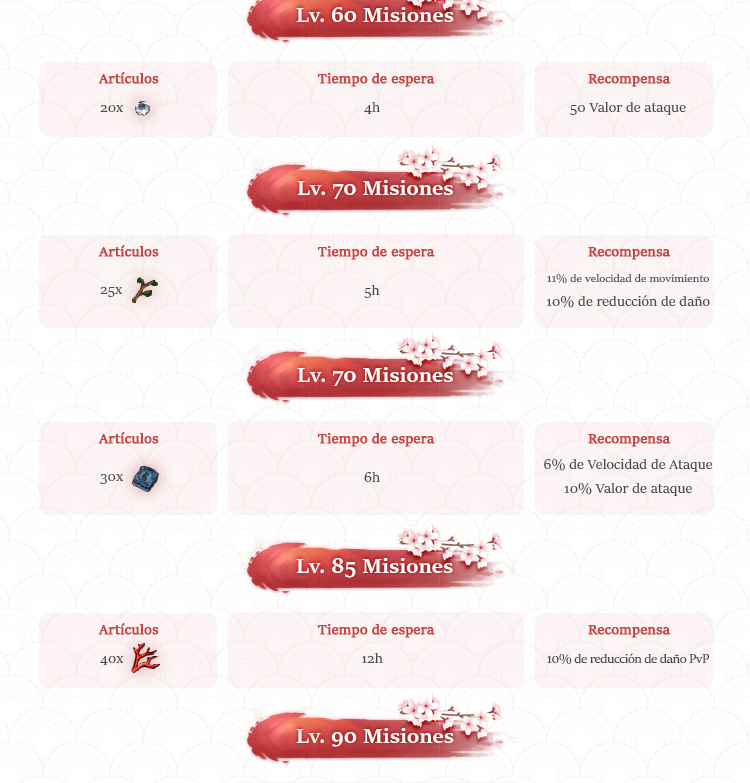 Lv. 60 Misiones
Artículos
Tiempo de espera
Recompensa
20x
4h
50 Valor de ataque
Lv. 70 Misiones
Artículos
Tiempo de espera
Recompensa
25x
5h
11% de velocidad de movimiento
10% de reducción de daño
Lv. 70 Misiones
Artículos
Tiempo de espera
Recompensa
30x
6h
6% de Velocidad de Ataque
10% Valor de ataque
Lv. 85 Misiones
Artículos
Tiempo de espera
Recompensa
40x
12h
10% de reducción de daño PvP
Lv. 90 Misiones